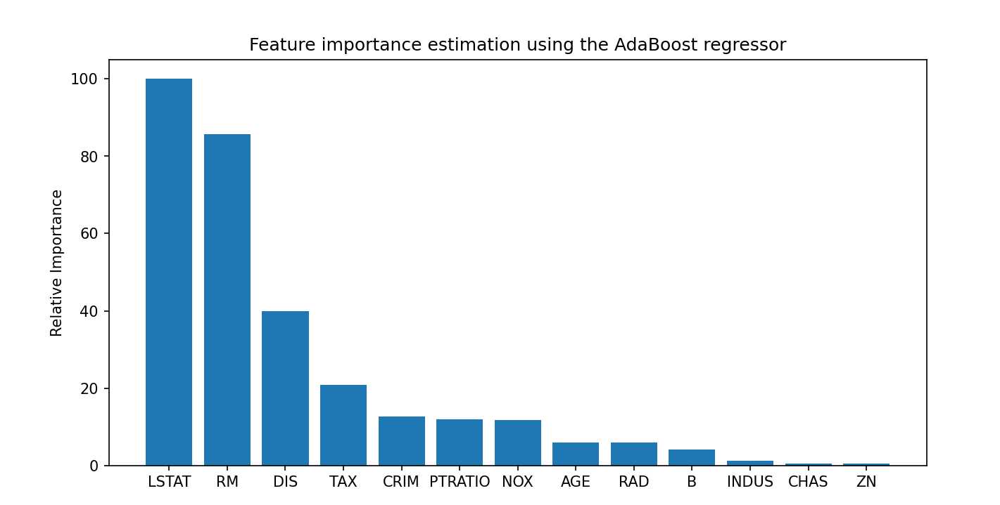 Feature importance estimation using the AdaBoost regressor
Relative Importance
100
80
60
40
20
0
LSTAT RM DIS TAX CRIM PTRATIO NOX AGE RAD B INDUS CHAS ZN